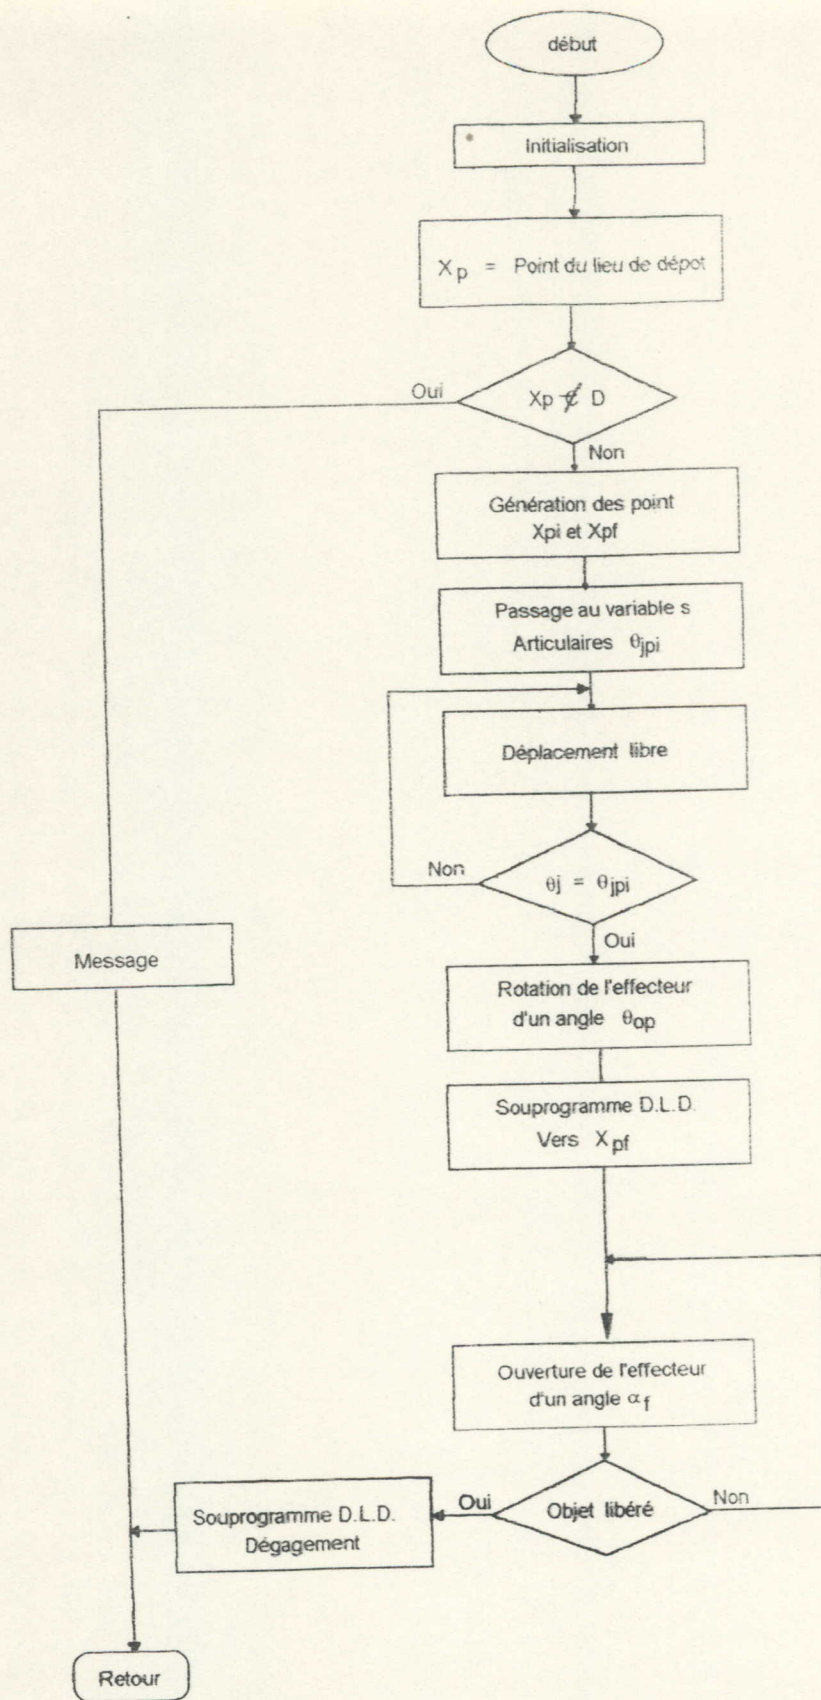 début
Initialisation
Xp = Point du lieu de dépot
Oui
Xp ∉ D
Non
Génération des point
Xpi et Xpf
Passage au variable s
Articulaires θjpi
Déplacement libre
Non
θj = θjpi
Oui
Message
Rotation de l'effecteur
d'un angle θop
Souprogramme D.L.D.
Vers Xpf
Ouverture de l'effecteur
d'un angle αf
Oui
Objet libéré
Non
Souprogramme D.L.D.
Dégagement
Retour